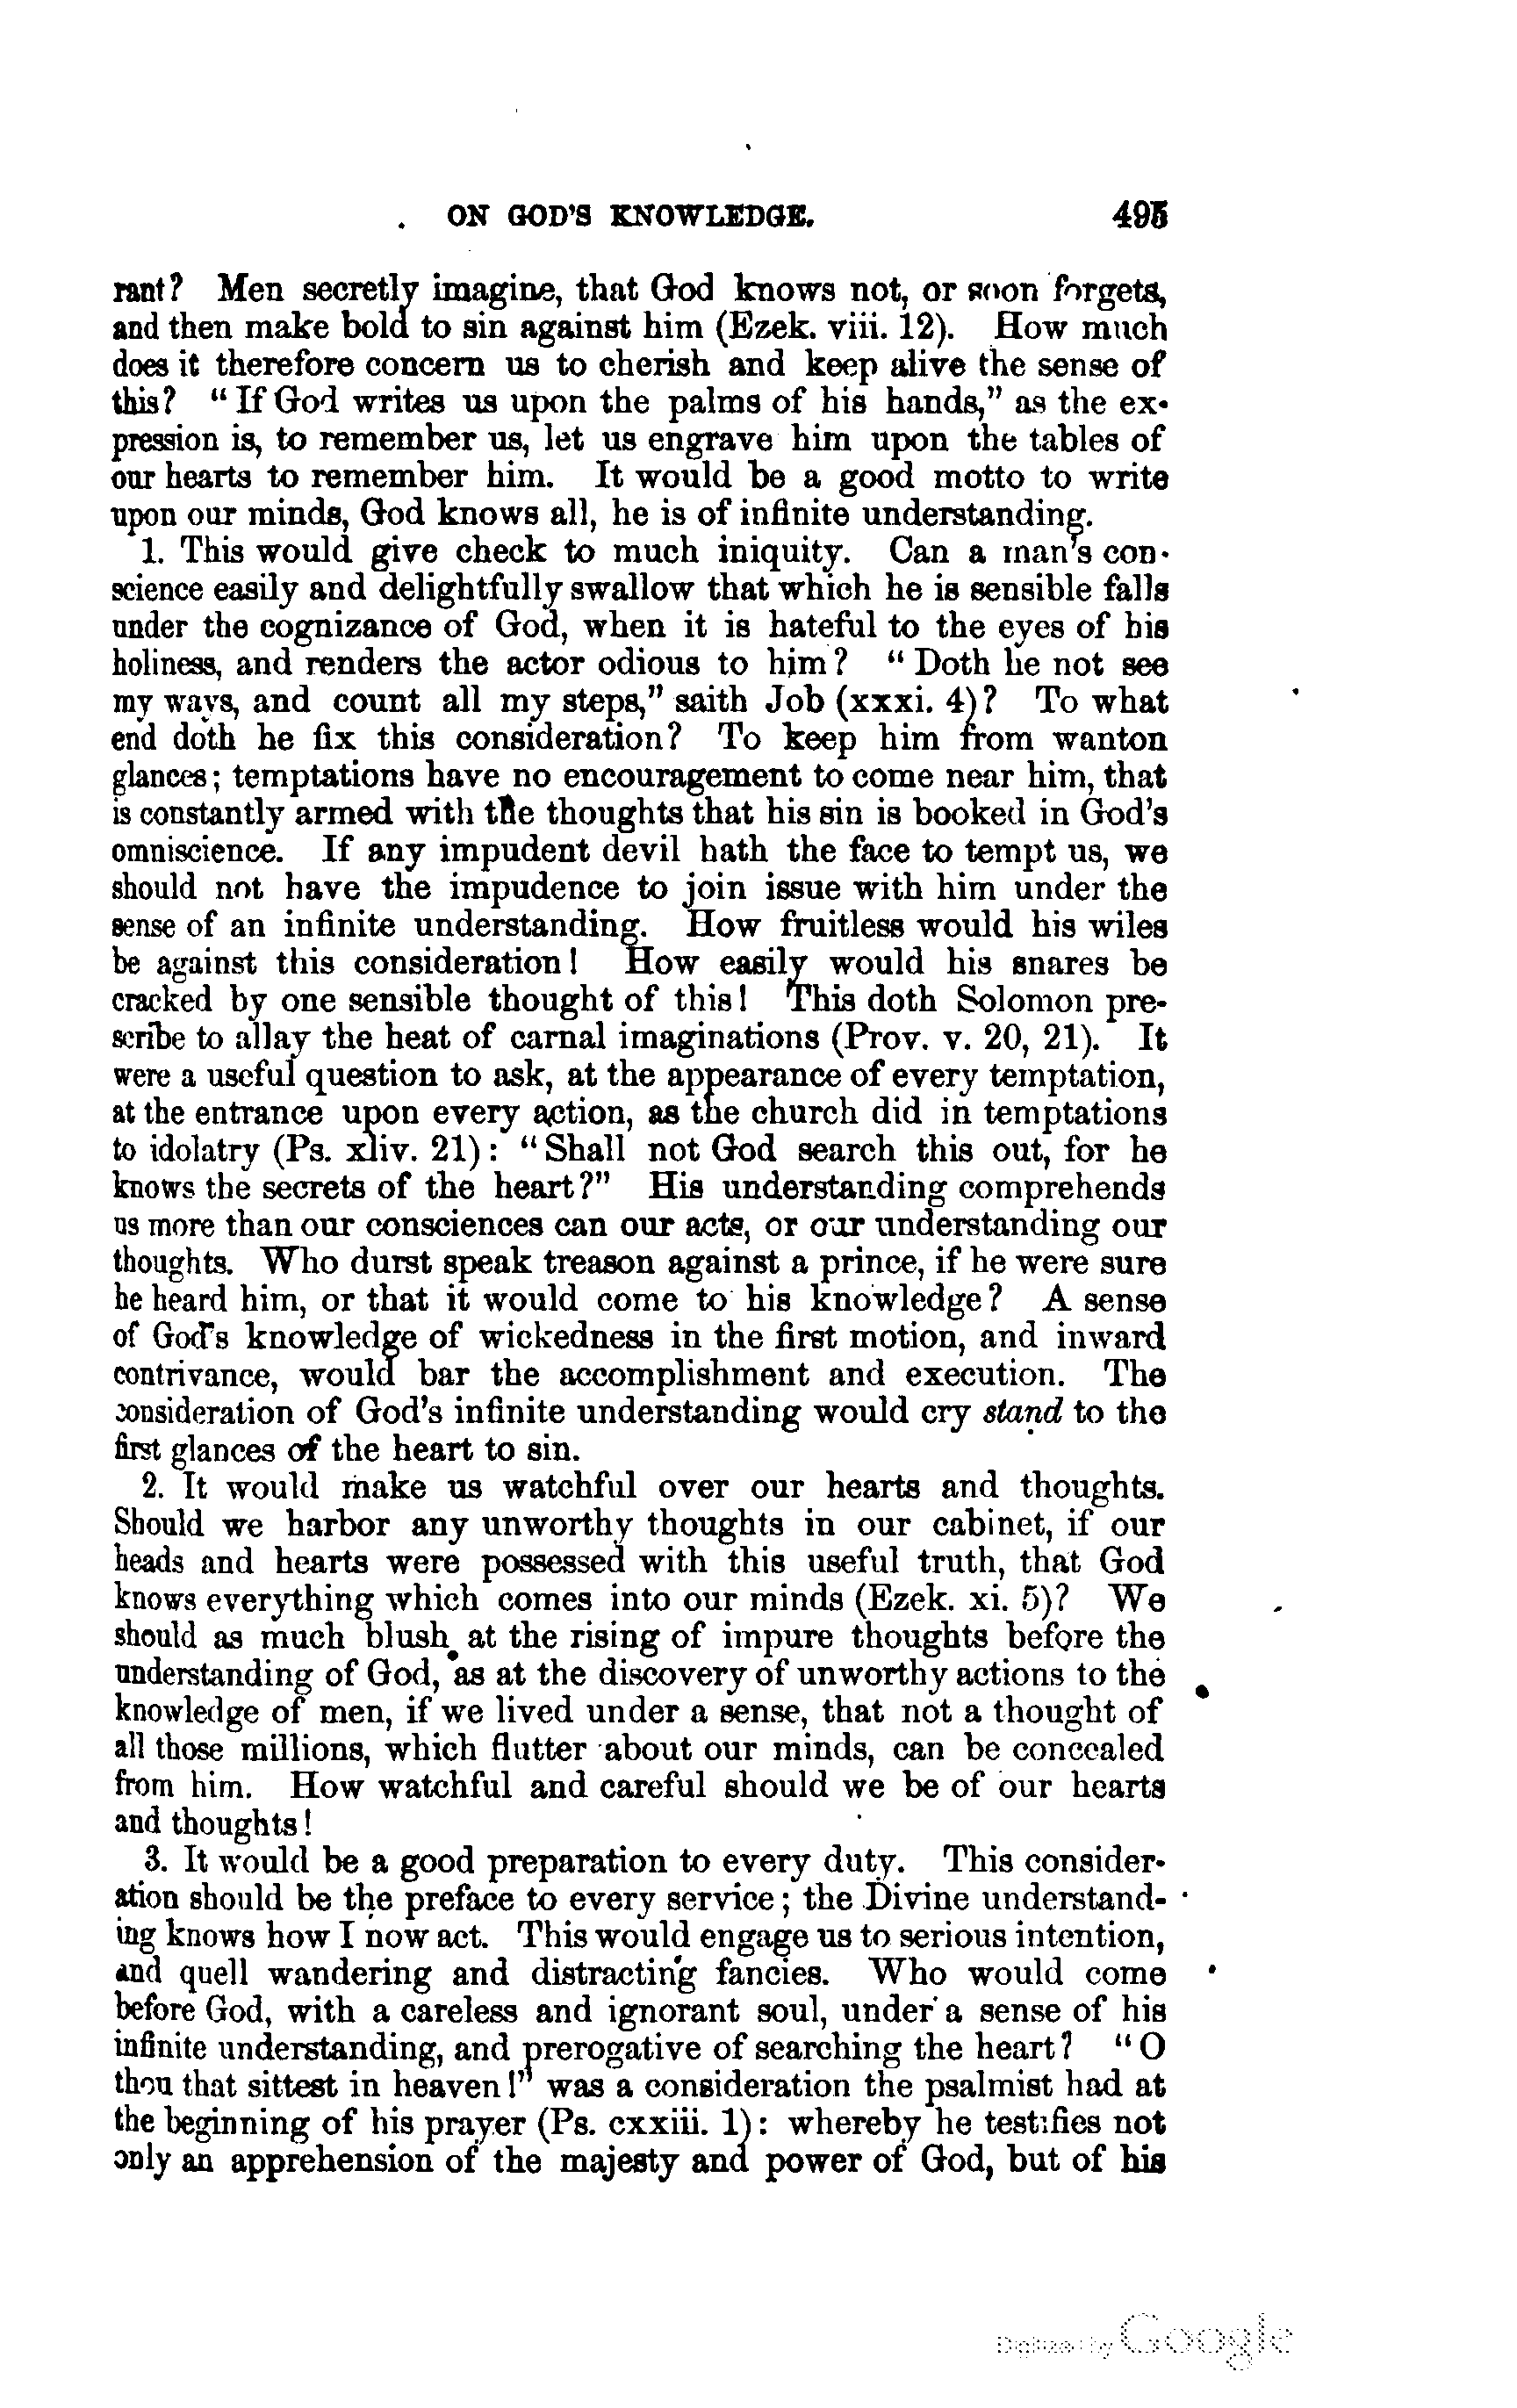 ON GOD'S KNOWLEDGE. 495
rant? Men secretly imagine, that God knows not, or soon forgets,
and then make bold to sin against him (Ezek. viii. 12). How much
does it therefore concern us to cherish and keep alive the sense of
this? "If God writes us upon the palms of his hands," as the ex-
pression is, to remember us, let us engrave him upon the tables of
our hearts to remember him. It would be a good motto to write
upon our minds, God knows all, he is of infinite understanding.
1. This would give check to much iniquity. Can a man's con-
science easily and delightfully swallow that which he is sensible falls
under the cognizance of God, when it is hateful to the eyes of his
holiness, and renders the actor odious to him? "Doth he not see
my ways, and count all my steps," saith Job (xxxi. 4)? To what
end doth he fix this consideration? To keep him from wanton
glances; temptations have no encouragement to come near him, that
is constantly armed with the thoughts that his sin is booked in God's
omniscience. If any impudent devil hath the face to tempt us, we
should not have the impudence to join issue with him under the
sense of an infinite understanding. How fruitless would his wiles
be against this consideration! How easily would his snares be
cracked by one sensible thought of this! This doth Solomon pre-
scribe to allay the heat of carnal imaginations (Prov. v. 20, 21). It
were a useful question to ask, at the appearance of every temptation,
at the entrance upon every action, as the church did in temptations
to idolatry (Ps. xliv. 21): "Shall not God search this out, for he
knows the secrets of the heart?" His understanding comprehends
us more than our consciences can our acts, or our understanding our
thoughts. Who durst speak treason against a prince, if he were sure
he heard him, or that it would come to his knowledge? A sense
of God's knowledge of wickedness in the first motion, and inward
contrivance, would bar the accomplishment and execution. The
consideration of God's infinite understanding would cry stand to the
first glances of the heart to sin.
2. It would make us watchful over our hearts and thoughts.
Should we harbor any unworthy thoughts in our cabinet, if our
heads and hearts were possessed with this useful truth, that God
knows everything which comes into our minds (Ezek. xi. 5)? We
should as much blush at the rising of impure thoughts before the
understanding of God, as at the discovery of unworthy actions to the
knowledge of men, if we lived under a sense, that not a thought of
all those millions, which flutter about our minds, can be concealed
from him. How watchful and careful should we be of our hearts
and thoughts!
3. It would be a good preparation to every duty. This consider-
ation should be the preface to every service; the Divine understand-
ing knows how I now act. This would engage us to serious intention,
and quell wandering and distracting fancies. Who would come
before God, with a careless and ignorant soul, under a sense of his
infinite understanding, and prerogative of searching the heart? "O
thou that sittest in heaven!" was a consideration the psalmist had at
the beginning of his prayer (Ps. cxxiii. 1): whereby he testifies not
only an apprehension of the majesty and power of God, but of his
Digitized by Google